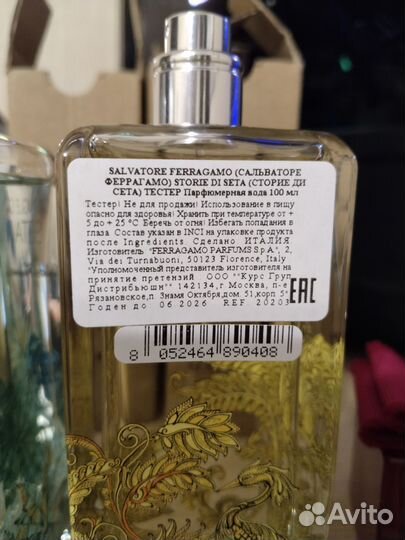 SALVATORE FERRAGAMO (САЛЬВАТОРЕ
ФЕРРАГАМО) STORIE DI SETA (СТОРИЕ ДИ
СЕТА) ТЕСТЕР Парфюмерная вода 100 мл
Тестер! Не для продажи! Использование в пищу
опасно для здоровья! Хранить при температуре от +
5 до + 25 °С Беречь от огня! Избегать попадания в
глаза Состав указан в INCI на упаковке продукта
после Ingredients. Сделано ИТАЛИЯ.
Изготовитель "FERRAGAMO PARFUMS S.p.A.", 2,
Via dei Turnabuoni, 50123 Florence, Italy
"Уполномоченный представитель изготовителя на
принятие претензий ООО "Курс Груп
Дистрибьюшн" 142134,г.Москва, п-е
Рязановское,п Знамя Октября,дом 51,корп 5"
Годен до 06.2026 REF. 20203
EAC
8 052464 890408
Avito